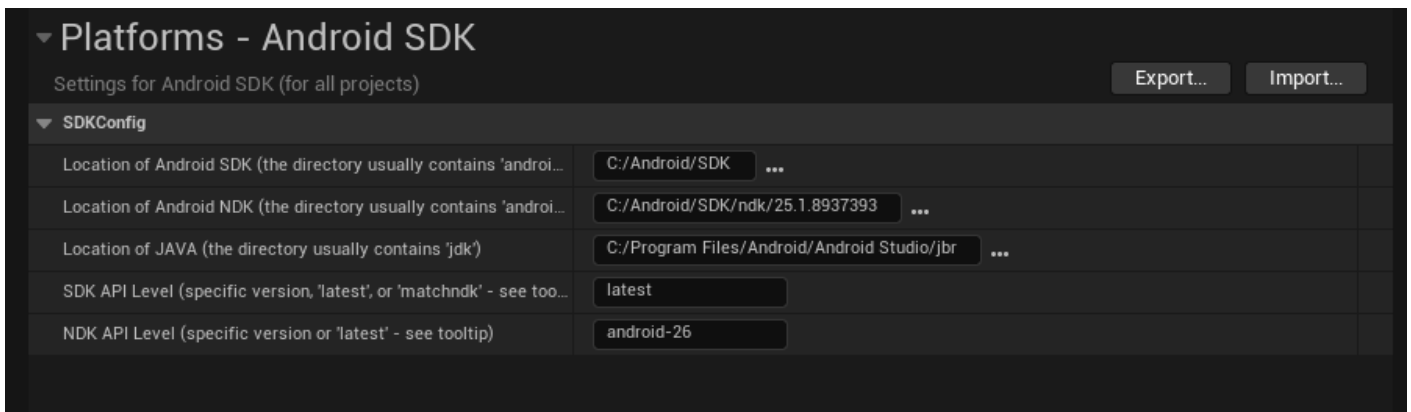 Platforms - Android SDK
Settings for Android SDK (for all projects)
Export...
Import...
SDKConfig
Location of Android SDK (the directory usually contains 'androi...
C:/Android/SDK
Location of Android NDK (the directory usually contains 'androi...
C:/Android/SDK/ndk/25.1.8937393
Location of JAVA (the directory usually contains 'jdk')
C:/Program Files/Android/Android Studio/jbr
SDK API Level (specific version, 'latest', or 'matchndk' - see too...
latest
NDK API Level (specific version or 'latest' - see tooltip)
android-26